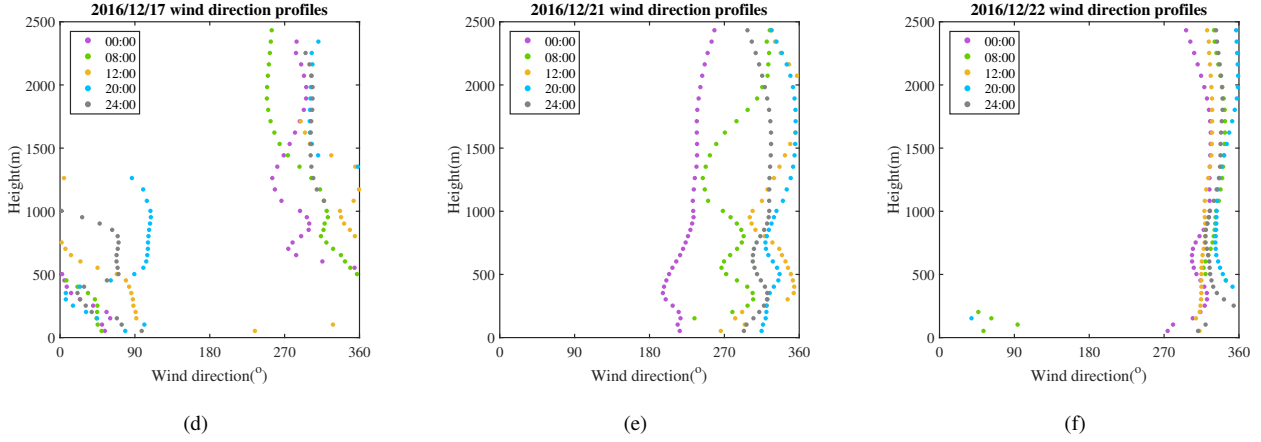 2016/12/17 wind direction profiles
2500
2000
1500
1000
500
0
Height(m)
00:00
08:00
12:00
20:00
24:00
0 90 180 270 360
Wind direction(°)
(d)
2016/12/21 wind direction profiles
2500
2000
1500
1000
500
0
Height(m)
00:00
08:00
12:00
20:00
24:00
0 90 180 270 360
Wind direction(°)
(e)
2016/12/22 wind direction profiles
2500
2000
1500
1000
500
0
Height(m)
00:00
08:00
12:00
20:00
24:00
0 90 180 270 360
Wind direction(°)
(f)